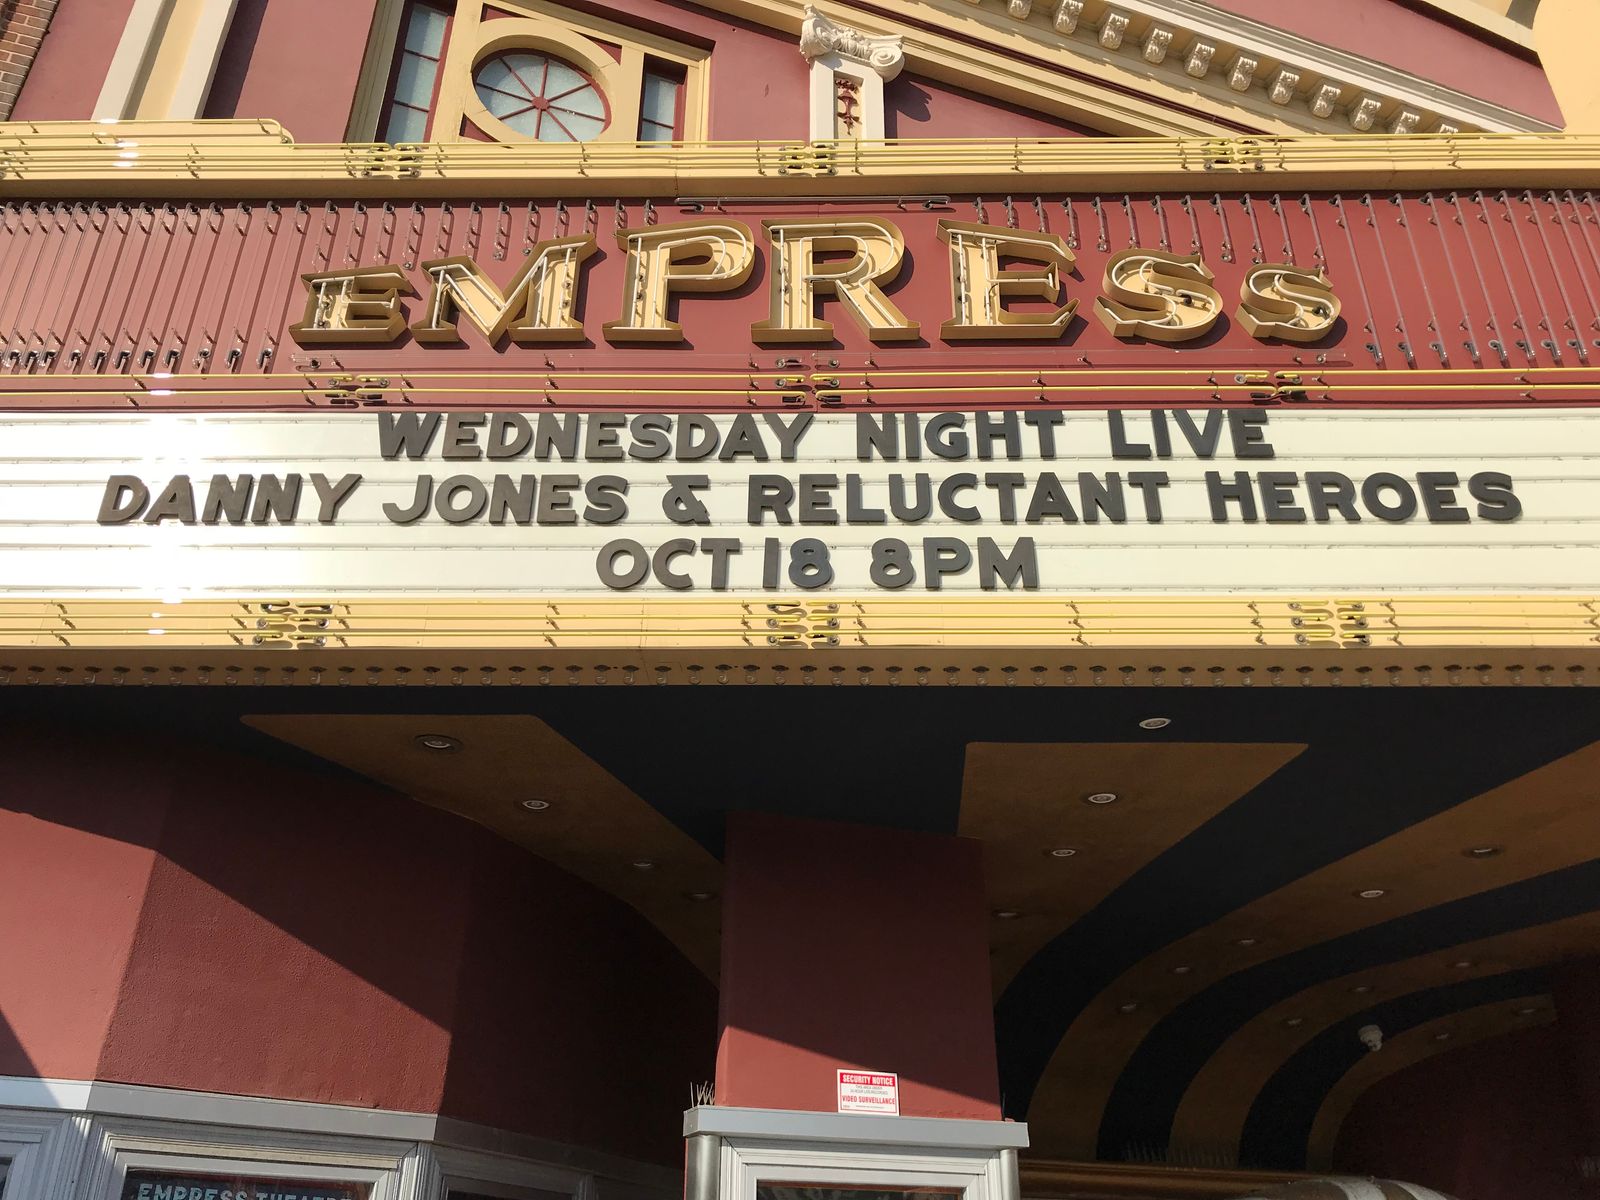 EMPRESS
WEDNESDAY NIGHT LIVE
DANNY JONES & RELUCTANT HEROES
OCT 18 8PM
SECURITY NOTICE
VIDEO SURVEILLANCE
EMPRESS THEATRE